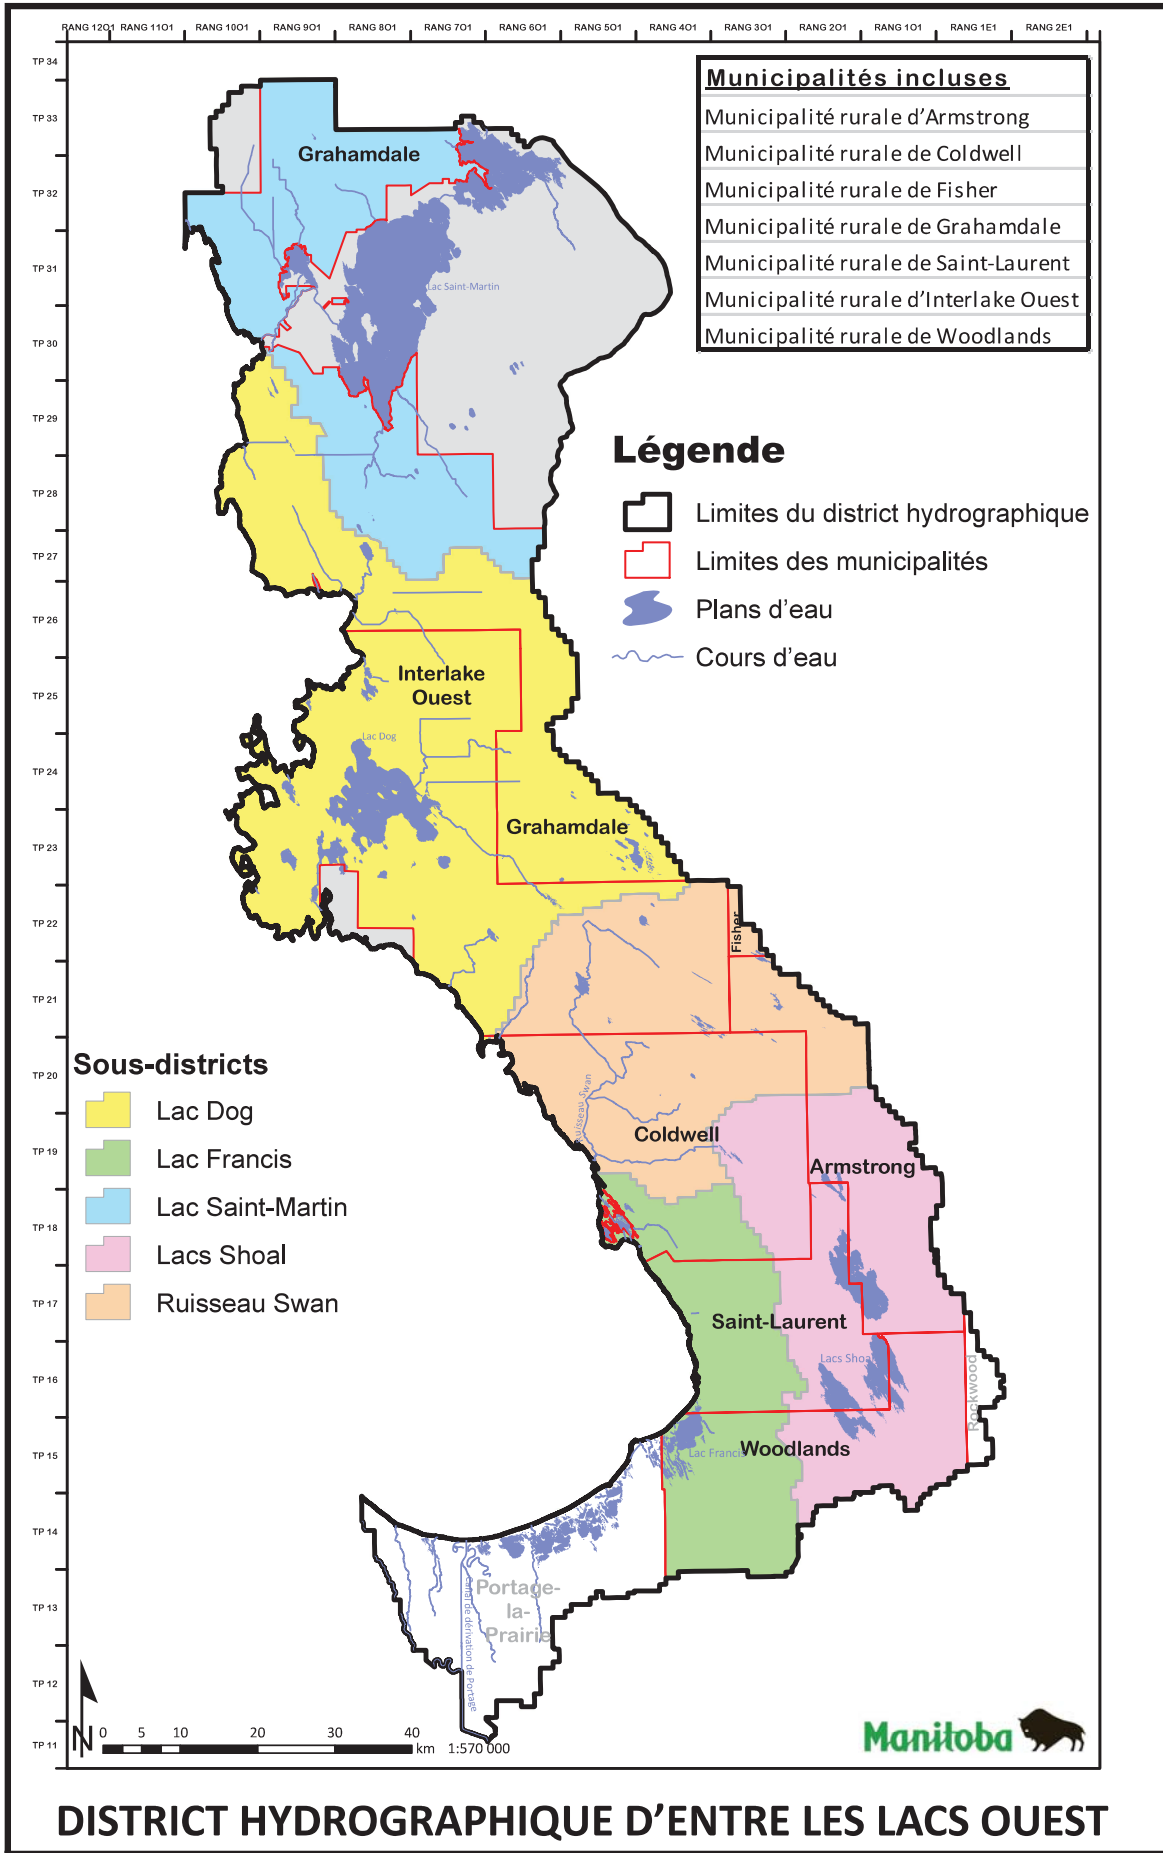 RANG 12O1 RANG 11O1 RANG 10O1 RANG 9O1 RANG 8O1 RANG 7O1 RANG 6O1 RANG 5O1 RANG 4O1 RANG 3O1 RANG 2O1 RANG 1O1 RANG 1E1 RANG 2E1
TP 34
TP 33
TP 32
TP 31
TP 30
TP 29
TP 28
TP 27
TP 26
TP 25
TP 24
TP 23
TP 22
TP 21
TP 20
TP 19
TP 18
TP 17
TP 16
TP 15
TP 14
TP 13
TP 12
TP 11
Municipalités incluses
Municipalité rurale d'Armstrong
Municipalité rurale de Coldwell
Municipalité rurale de Fisher
Municipalité rurale de Grahamdale
Municipalité rurale de Saint-Laurent
Municipalité rurale d'Interlake Ouest
Municipalité rurale de Woodlands
Grahamdale
Lac Saint-Martin
Légende
Limites du district hydrographique
Limites des municipalités
Plans d'eau
Cours d'eau
Interlake
Ouest
Lac Dog
Grahamdale
Fisher
Ruisseau Swan
Coldwell
Armstrong
Saint-Laurent
Lacs Shoal
Rockwood
Woodlands
Lac Francis
Portage-
la-
Prairie
Canal de dérivation de Portage
Sous-districts
Lac Dog
Lac Francis
Lac Saint-Martin
Lacs Shoal
Ruisseau Swan
N
0 5 10 20 30 40
km 1:570 000
Manitoba
DISTRICT HYDROGRAPHIQUE D'ENTRE LES LACS OUEST